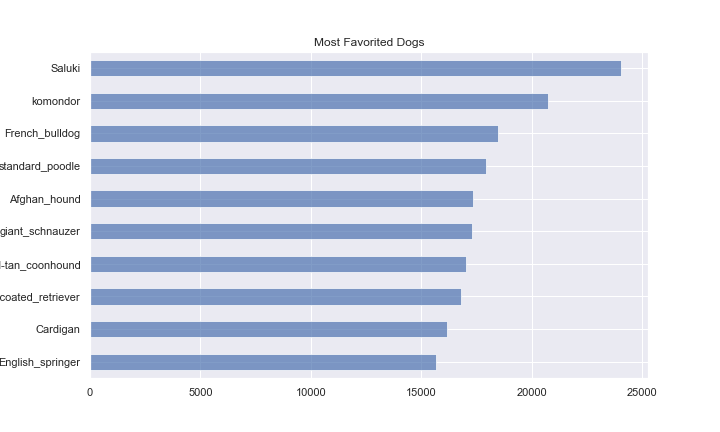 Most Favorited Dogs
Saluki
komondor
French_bulldog
standard_poodle
Afghan_hound
giant_schnauzer
-tan_coonhound
coated_retriever
Cardigan
English_springer
0 5000 10000 15000 20000 25000